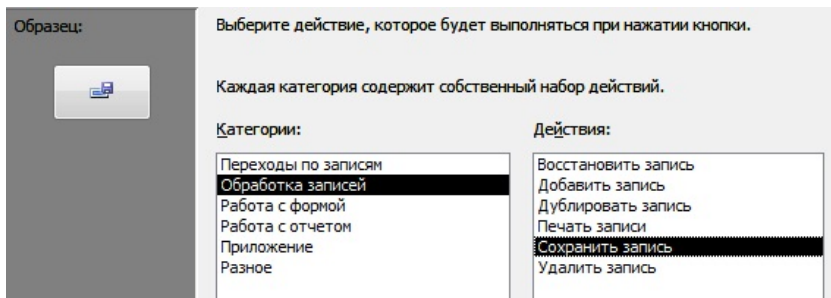 Образец:
Выберите действие, которое будет выполняться при нажатии кнопки.
Каждая категория содержит собственный набор действий.
Категории:
Переходы по записям
Обработка записей
Работа с формой
Работа с отчетом
Приложение
Разное
Действия:
Восстановить запись
Добавить запись
Дублировать запись
Печать записи
Сохранить запись
Удалить запись